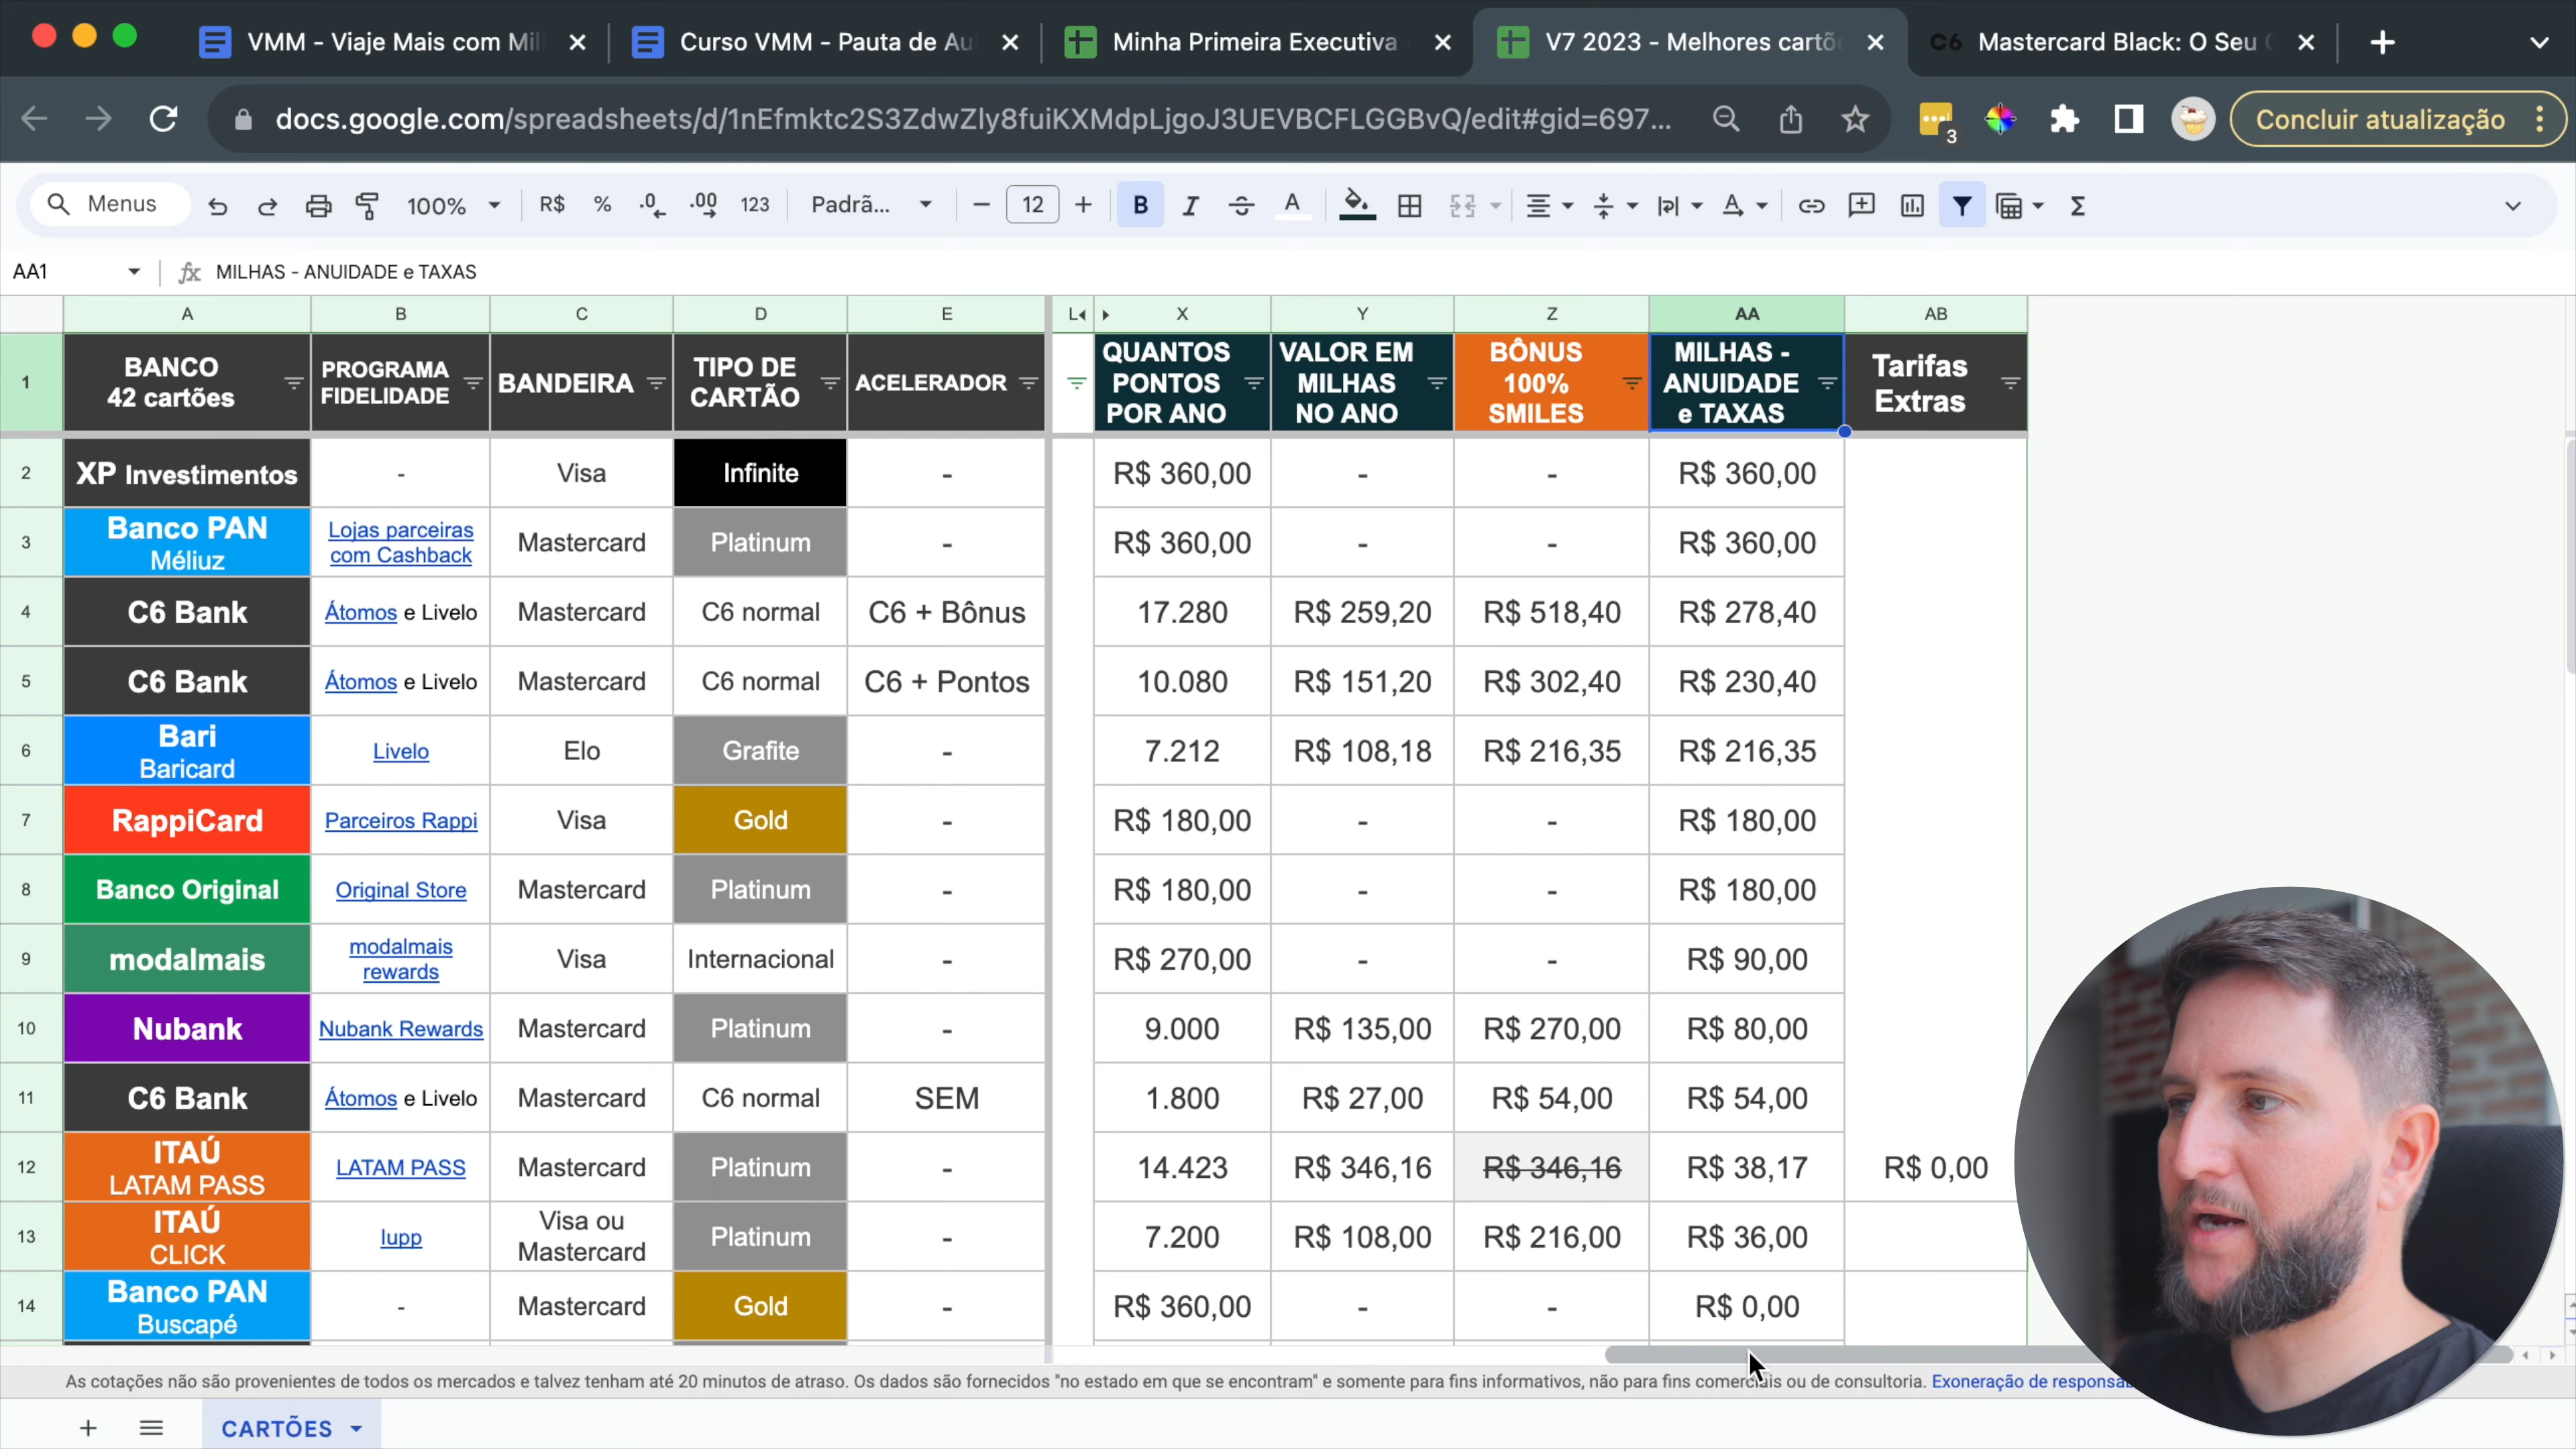 VMM - Viaje Mais com Mil
Curso VMM - Pauta de Au
Minha Primeira Executiva
V7 2023 - Melhores cartõe
C6 Mastercard Black: O Seu C
docs.google.com/spreadsheets/d/1nEfmktc2S3ZdwZly8fuiKXMdpLjgoJ3UEVBCFLGGBvQ/edit#gid=697...
3
Concluir atualização
Menus
100%
R$ % .0 .00 123
Padrã...
12
B I A
AA1
fx MILHAS - ANUIDADE e TAXAS
A B C D E L X Y Z AA AB
1
BANCO
42 cartões
PROGRAMA
FIDELIDADE
BANDEIRA
TIPO DE
CARTÃO
ACELERADOR
QUANTOS
PONTOS
POR ANO
VALOR EM
MILHAS
NO ANO
BÔNUS
100%
SMILES
MILHAS -
ANUIDADE
e TAXAS
Tarifas
Extras
2 XP Investimentos - Visa Infinite - R$ 360,00 - - R$ 360,00
3 Banco PAN
Méliuz
Lojas parceiras
com Cashback
Mastercard Platinum - R$ 360,00 - - R$ 360,00
4 C6 Bank Átomos e Livelo Mastercard C6 normal C6 + Bônus 17.280 R$ 259,20 R$ 518,40 R$ 278,40
5 C6 Bank Átomos e Livelo Mastercard C6 normal C6 + Pontos 10.080 R$ 151,20 R$ 302,40 R$ 230,40
6 Bari
Baricard
Livelo Elo Grafite - 7.212 R$ 108,18 R$ 216,35 R$ 216,35
7 RappiCard Parceiros Rappi Visa Gold - R$ 180,00 - - R$ 180,00
8 Banco Original Original Store Mastercard Platinum - R$ 180,00 - - R$ 180,00
9 modalmais
modalmais
rewards
Visa Internacional - R$ 270,00 - - R$ 90,00
10 Nubank Nubank Rewards Mastercard Platinum - 9.000 R$ 135,00 R$ 270,00 R$ 80,00
11 C6 Bank Átomos e Livelo Mastercard C6 normal SEM 1.800 R$ 27,00 R$ 54,00 R$ 54,00
12 ITAÚ
LATAM PASS
LATAM PASS Mastercard Platinum - 14.423 R$ 346,16 R$ 346,16 R$ 38,17 R$ 0,00
13 ITAÚ
CLICK
Iupp
Visa ou
Mastercard
Platinum - 7.200 R$ 108,00 R$ 216,00 R$ 36,00
14 Banco PAN
Buscapé
- Mastercard Gold - R$ 360,00 - - R$ 0,00
As cotações não são provenientes de todos os mercados e talvez tenham até 20 minutos de atraso. Os dados são fornecidos "no estado em que se encontram" e somente para fins informativos, não para fins comerciais ou de consultoria. Exoneração de responsab
CARTÕES